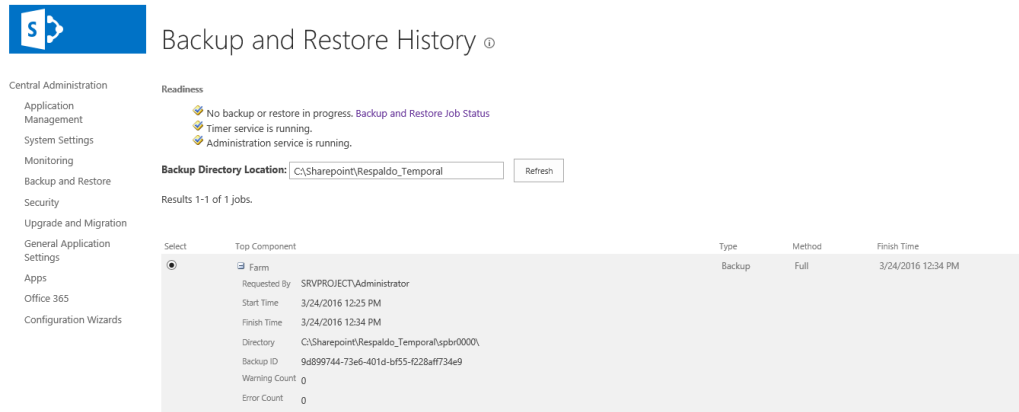 S
Backup and Restore History
Central Administration
Application
Management
System Settings
Monitoring
Backup and Restore
Security
Upgrade and Migration
General Application
Settings
Apps
Office 365
Configuration Wizards
Readiness
No backup or restore in progress. Backup and Restore Job Status
Timer service is running.
Administration service is running.
Backup Directory Location: C:\Sharepoint\Respaldo_Temporal Refresh
Results 1-1 of 1 jobs.
Select Top Component Type Method Finish Time
Farm Backup Full 3/24/2016 12:34 PM
Requested By SRVPROJECT\Administrator
Start Time 3/24/2016 12:25 PM
Finish Time 3/24/2016 12:34 PM
Directory C:\Sharepoint\Respaldo_Temporal\spbr0000\
Backup ID 9d899744-73e6-401d-bf55-f228aff734e9
Warning Count 0
Error Count 0